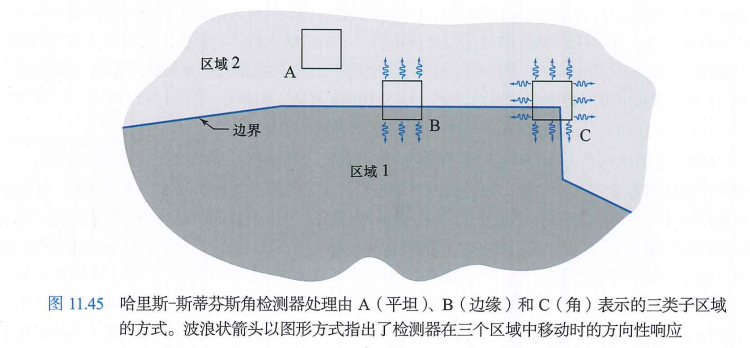 区域 2
A
边界
B
C
区域 1
图 11.45 哈里斯-斯蒂芬斯角检测器处理由 A（平坦）、B（边缘）和 C（角）表示的三类子区域
的方式。波浪状箭头以图形方式指出了检测器在三个区域中移动时的方向性响应